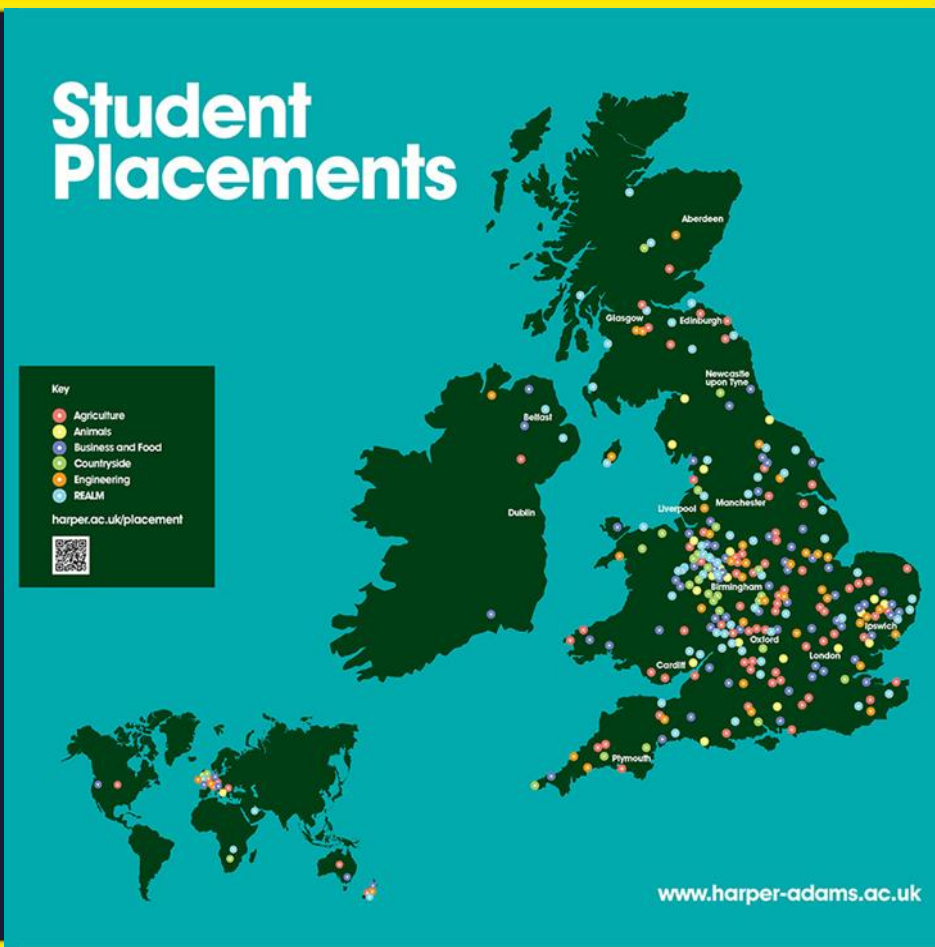 Student
Placements
Aberdeen
Glasgow
Edinburgh
Newcastle
upon Tyne
Belfast
Dublin
Liverpool
Manchester
Birmingham
Ipswich
Oxford
London
Cardiff
Plymouth
Key
Agriculture
Animals
Business and Food
Countryside
Engineering
REALM
harper.ac.uk/placement
www.harper-adams.ac.uk